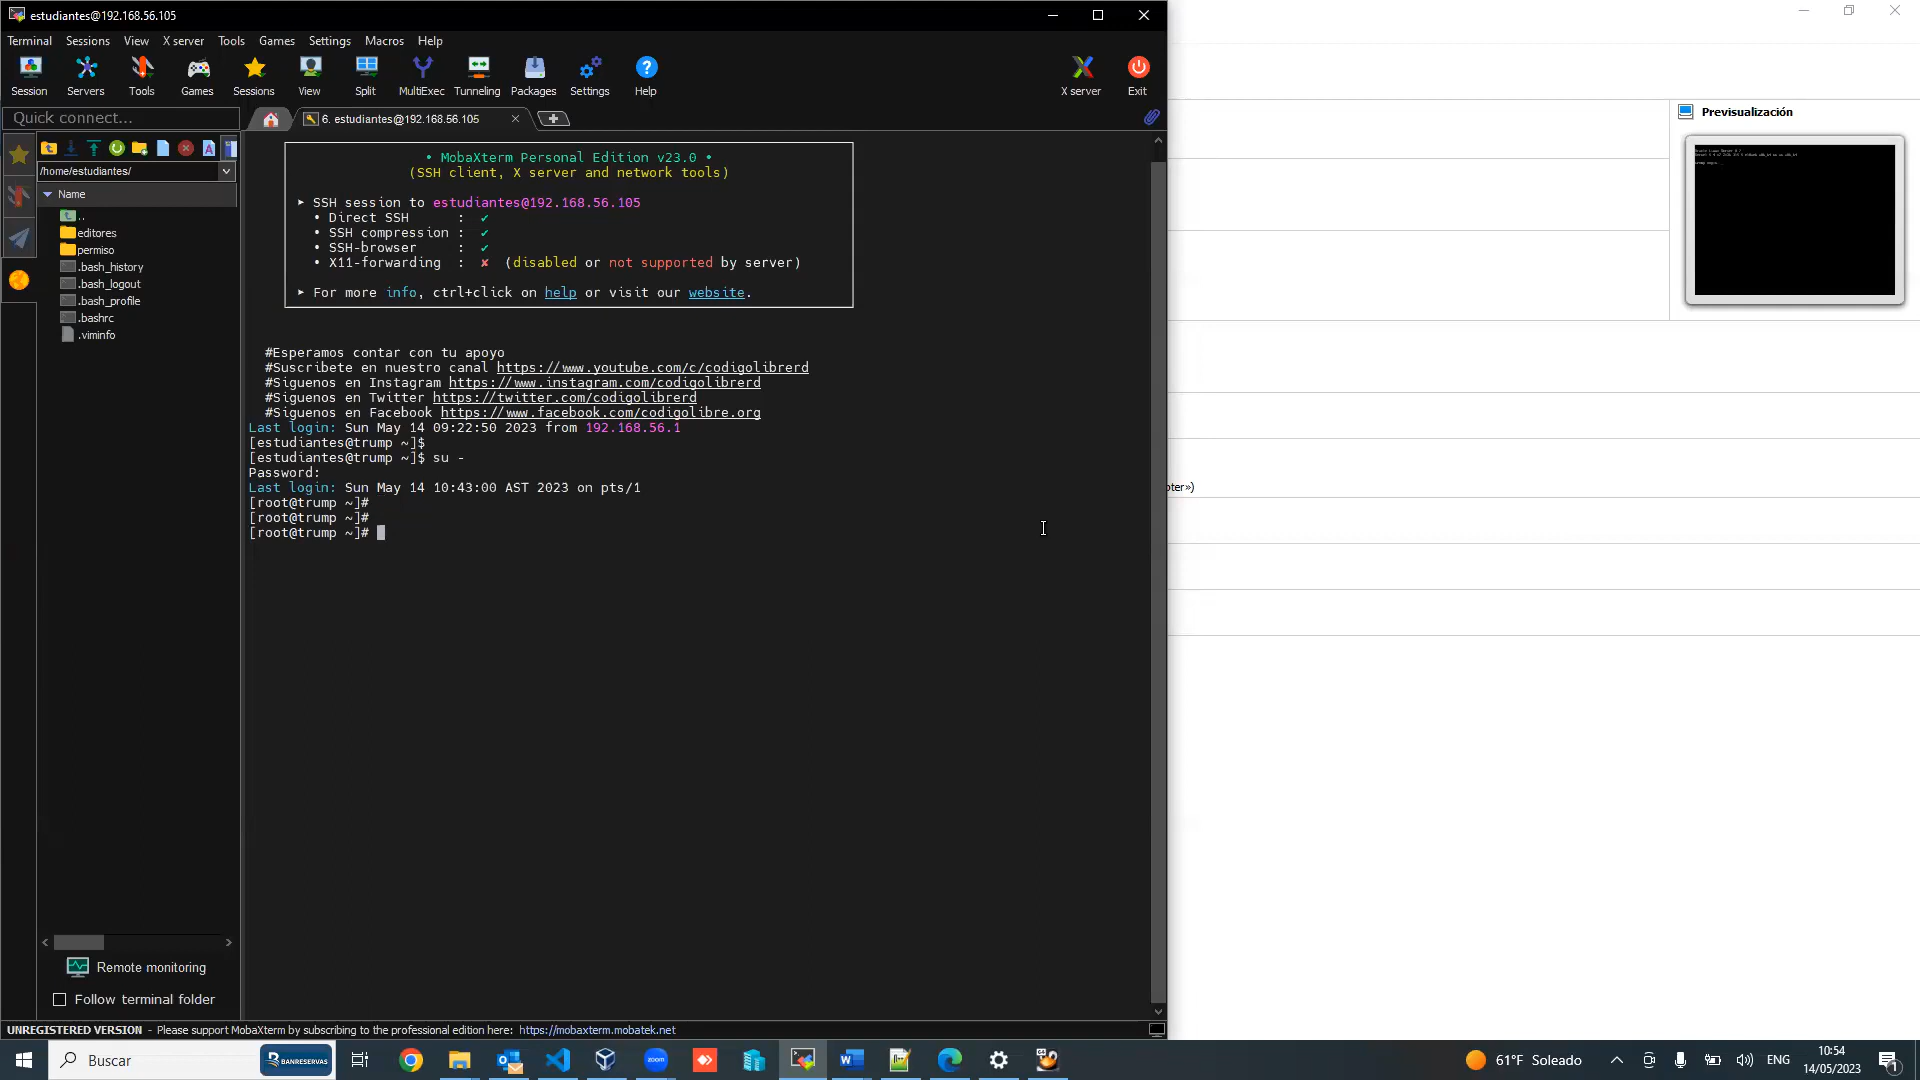 estudiantes@192.168.56.105
Terminal Sessions View X server Tools Games Settings Macros Help
Session Servers Tools Games Sessions View Split MultiExec Tunneling Packages Settings Help X server Exit
Quick connect...
6. estudiantes@192.168.56.105
/home/estudiantes/
Name
..
editores
permiso
.bash_history
.bash_logout
.bash_profile
.bashrc
.viminfo
Remote monitoring
Follow terminal folder
• MobaXterm Personal Edition v23.0 •
(SSH client, X server and network tools)
► SSH session to estudiantes@192.168.56.105
• Direct SSH : ✔
• SSH compression : ✔
• SSH-browser : ✔
• X11-forwarding : ✘ (disabled or not supported by server)
► For more info, ctrl+click on help or visit our website.
#Esperamos contar con tu apoyo
#Suscribete en nuestro canal https://www.youtube.com/c/codigolibrerd
#Siguenos en Instagram https://www.instagram.com/codigolibrerd
#Siguenos en Twitter https://twitter.com/codigolibrerd
#Siguenos en Facebook https://www.facebook.com/codigolibre.org
Last login: Sun May 14 09:22:50 2023 from 192.168.56.1
[estudiantes@trump ~]$
[estudiantes@trump ~]$ su -
Password:
Last login: Sun May 14 10:43:00 AST 2023 on pts/1
[root@trump ~]#
[root@trump ~]#
[root@trump ~]#
Previsualización
oter»)
UNREGISTERED VERSION - Please support MobaXterm by subscribing to the professional edition here: https://mobaxterm.mobatek.net
Buscar
BANRESERVAS
zoom
61°F Soleado
ENG
10:54
14/05/2023
1